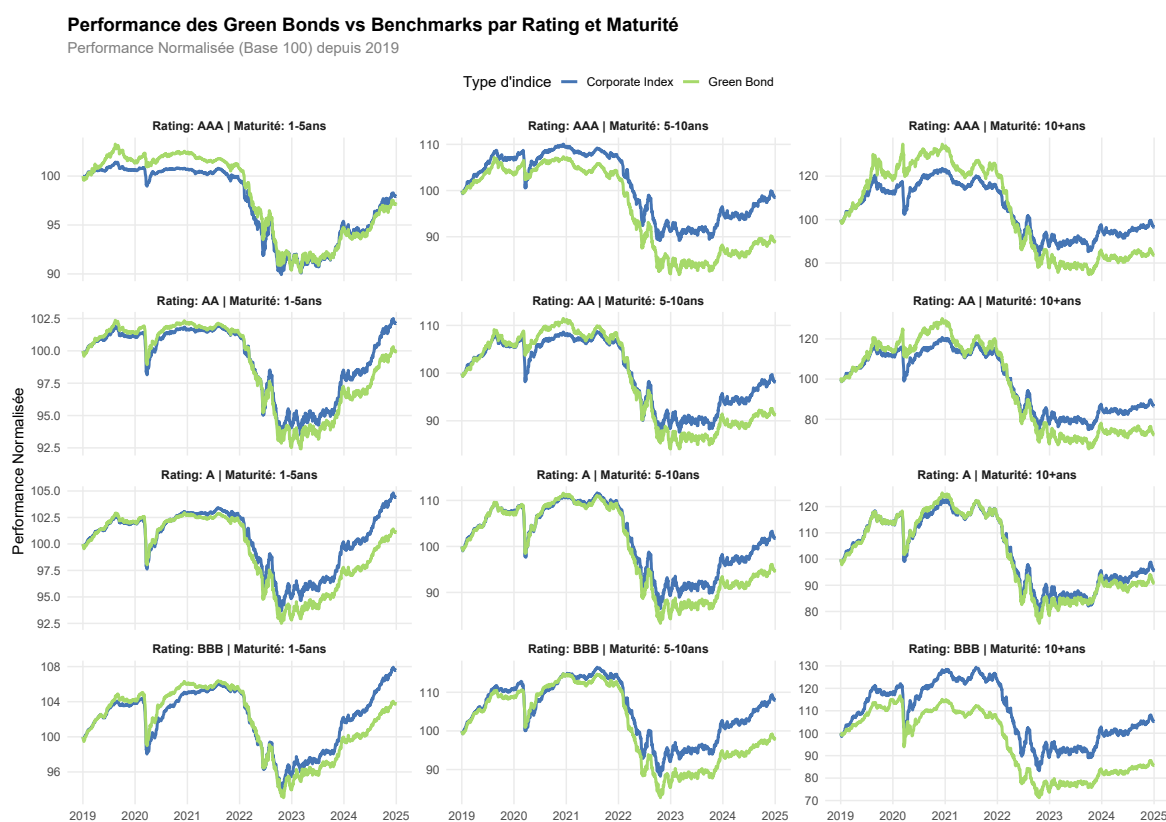 Performance des Green Bonds vs Benchmarks par Rating et Maturité
Performance Normalisée (Base 100) depuis 2019
Type d'indice Corporate Index Green Bond
Performance Normalisée
Rating: AAA | Maturité: 1-5ans
100
95
90
Rating: AAA | Maturité: 5-10ans
110
100
90
Rating: AAA | Maturité: 10+ans
120
100
80
Rating: AA | Maturité: 1-5ans
102.5
100.0
97.5
95.0
92.5
Rating: AA | Maturité: 5-10ans
110
100
90
Rating: AA | Maturité: 10+ans
120
100
80
Rating: A | Maturité: 1-5ans
105.0
102.5
100.0
97.5
95.0
92.5
Rating: A | Maturité: 5-10ans
110
100
90
Rating: A | Maturité: 10+ans
120
110
100
90
80
Rating: BBB | Maturité: 1-5ans
108
104
100
96
Rating: BBB | Maturité: 5-10ans
110
100
90
Rating: BBB | Maturité: 10+ans
130
120
110
100
90
80
70
2019 2020 2021 2022 2023 2024 2025
2019 2020 2021 2022 2023 2024 2025
2019 2020 2021 2022 2023 2024 2025